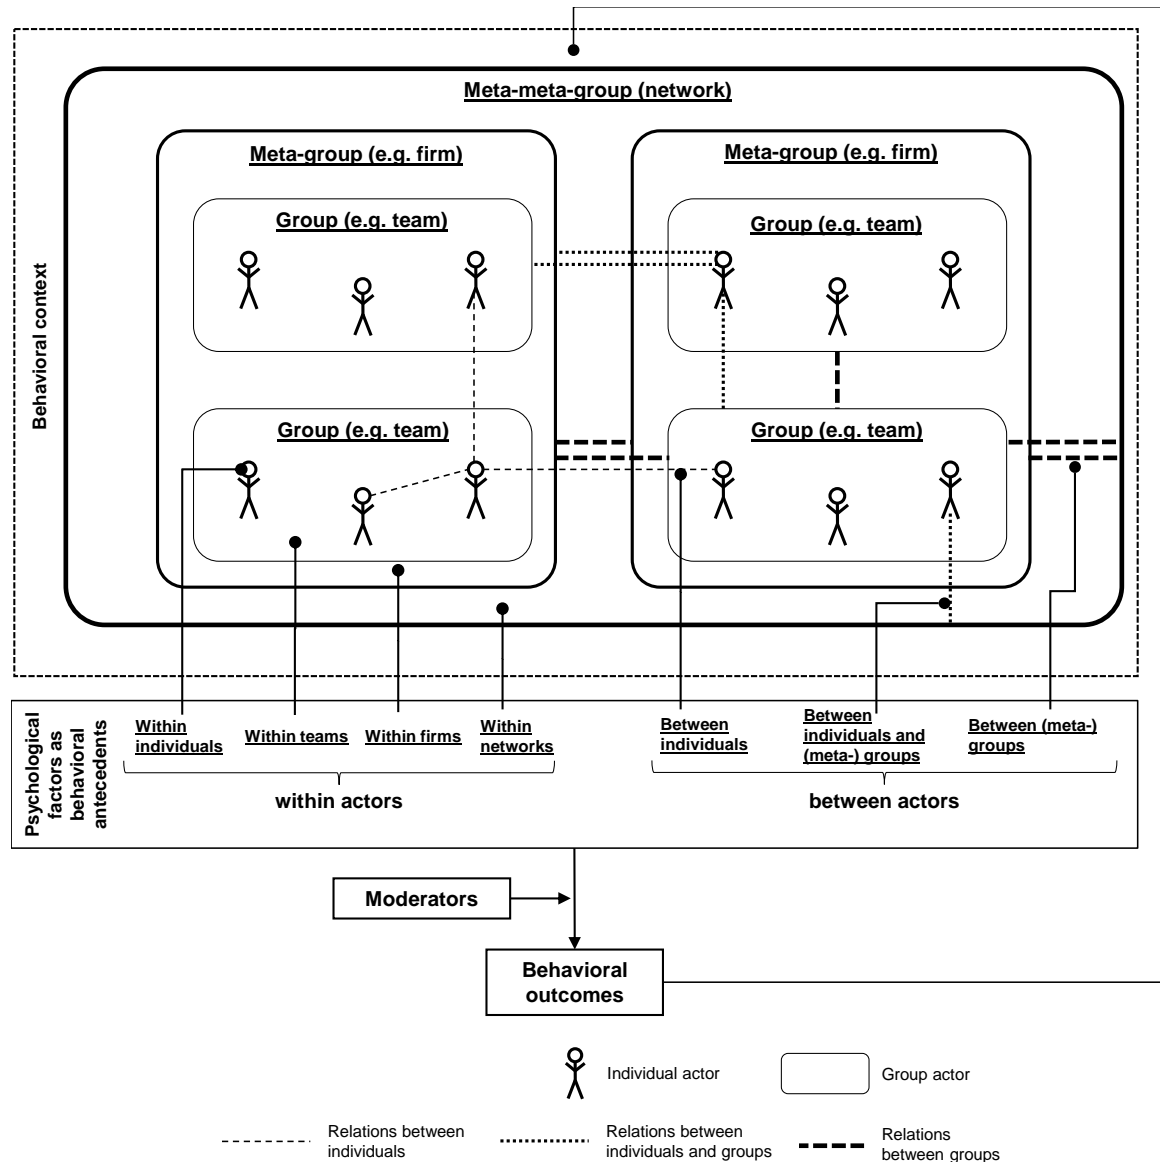 Meta-meta-group (network)
Meta-group (e.g. firm)
Meta-group (e.g. firm)
Group (e.g. team)
Group (e.g. team)
Behavioral context
Group (e.g. team)
Group (e.g. team)
Psychological
factors as
behavioral
antecedents
Within
individuals
Within teams
Within firms
Within
networks
Between
individuals
Between
individuals and
(meta-) groups
Between (meta-)
groups
within actors
between actors
Moderators
Behavioral
outcomes
Individual actor
Group actor
Relations between
individuals
Relations between
individuals and groups
Relations
between groups